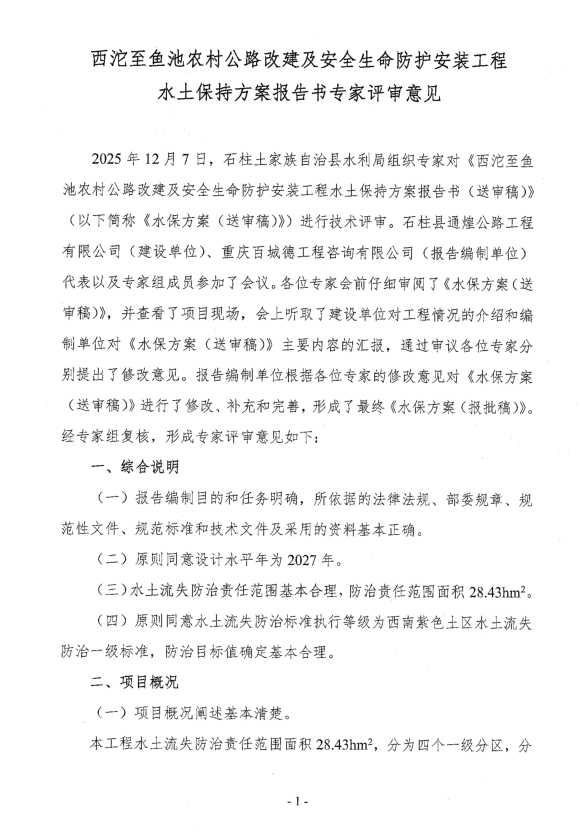 西沱至鱼池农村公路改建及安全生命防护安装工程
水土保持方案报告书专家评审意见
2025 年 12 月 7 日，石柱土家族自治县水利局组织专家对《西沱至鱼
池农村公路改建及安全生命防护安装工程水土保持方案报告书（送审稿）》
（以下简称《水保方案（送审稿）》）进行技术评审。石柱县通煌公路工程
有限公司（建设单位）、重庆百城德工程咨询有限公司（报告编制单位）
代表以及专家组成员参加了会议。各位专家会前仔细审阅了《水保方案（送
审稿）》，并查看了项目现场，会上听取了建设单位对工程情况的介绍和编
制单位对《水保方案（送审稿）》主要内容的汇报，通过审议各位专家分
别提出了修改意见。报告编制单位根据各位专家的修改意见对《水保方案
（送审稿）》进行了修改、补充和完善，形成了最终《水保方案（报批稿）》。
经专家组复核，形成专家评审意见如下：
一、综合说明
（一）报告编制目的和任务明确，所依据的法律法规、部委规章、规
范性文件、规范标准和技术文件及采用的资料基本正确。
（二）原则同意设计水平年为 2027 年。
（三）水土流失防治责任范围基本合理，防治责任范围面积 28.43hm²。
（四）原则同意水土流失防治标准执行等级为西南紫色土区水土流失
防治一级标准，防治目标值确定基本合理。
二、项目概况
（一）项目概况阐述基本清楚。
本工程水土流失防治责任范围面积 28.43hm²，分为四个一级分区，分
- 1 -